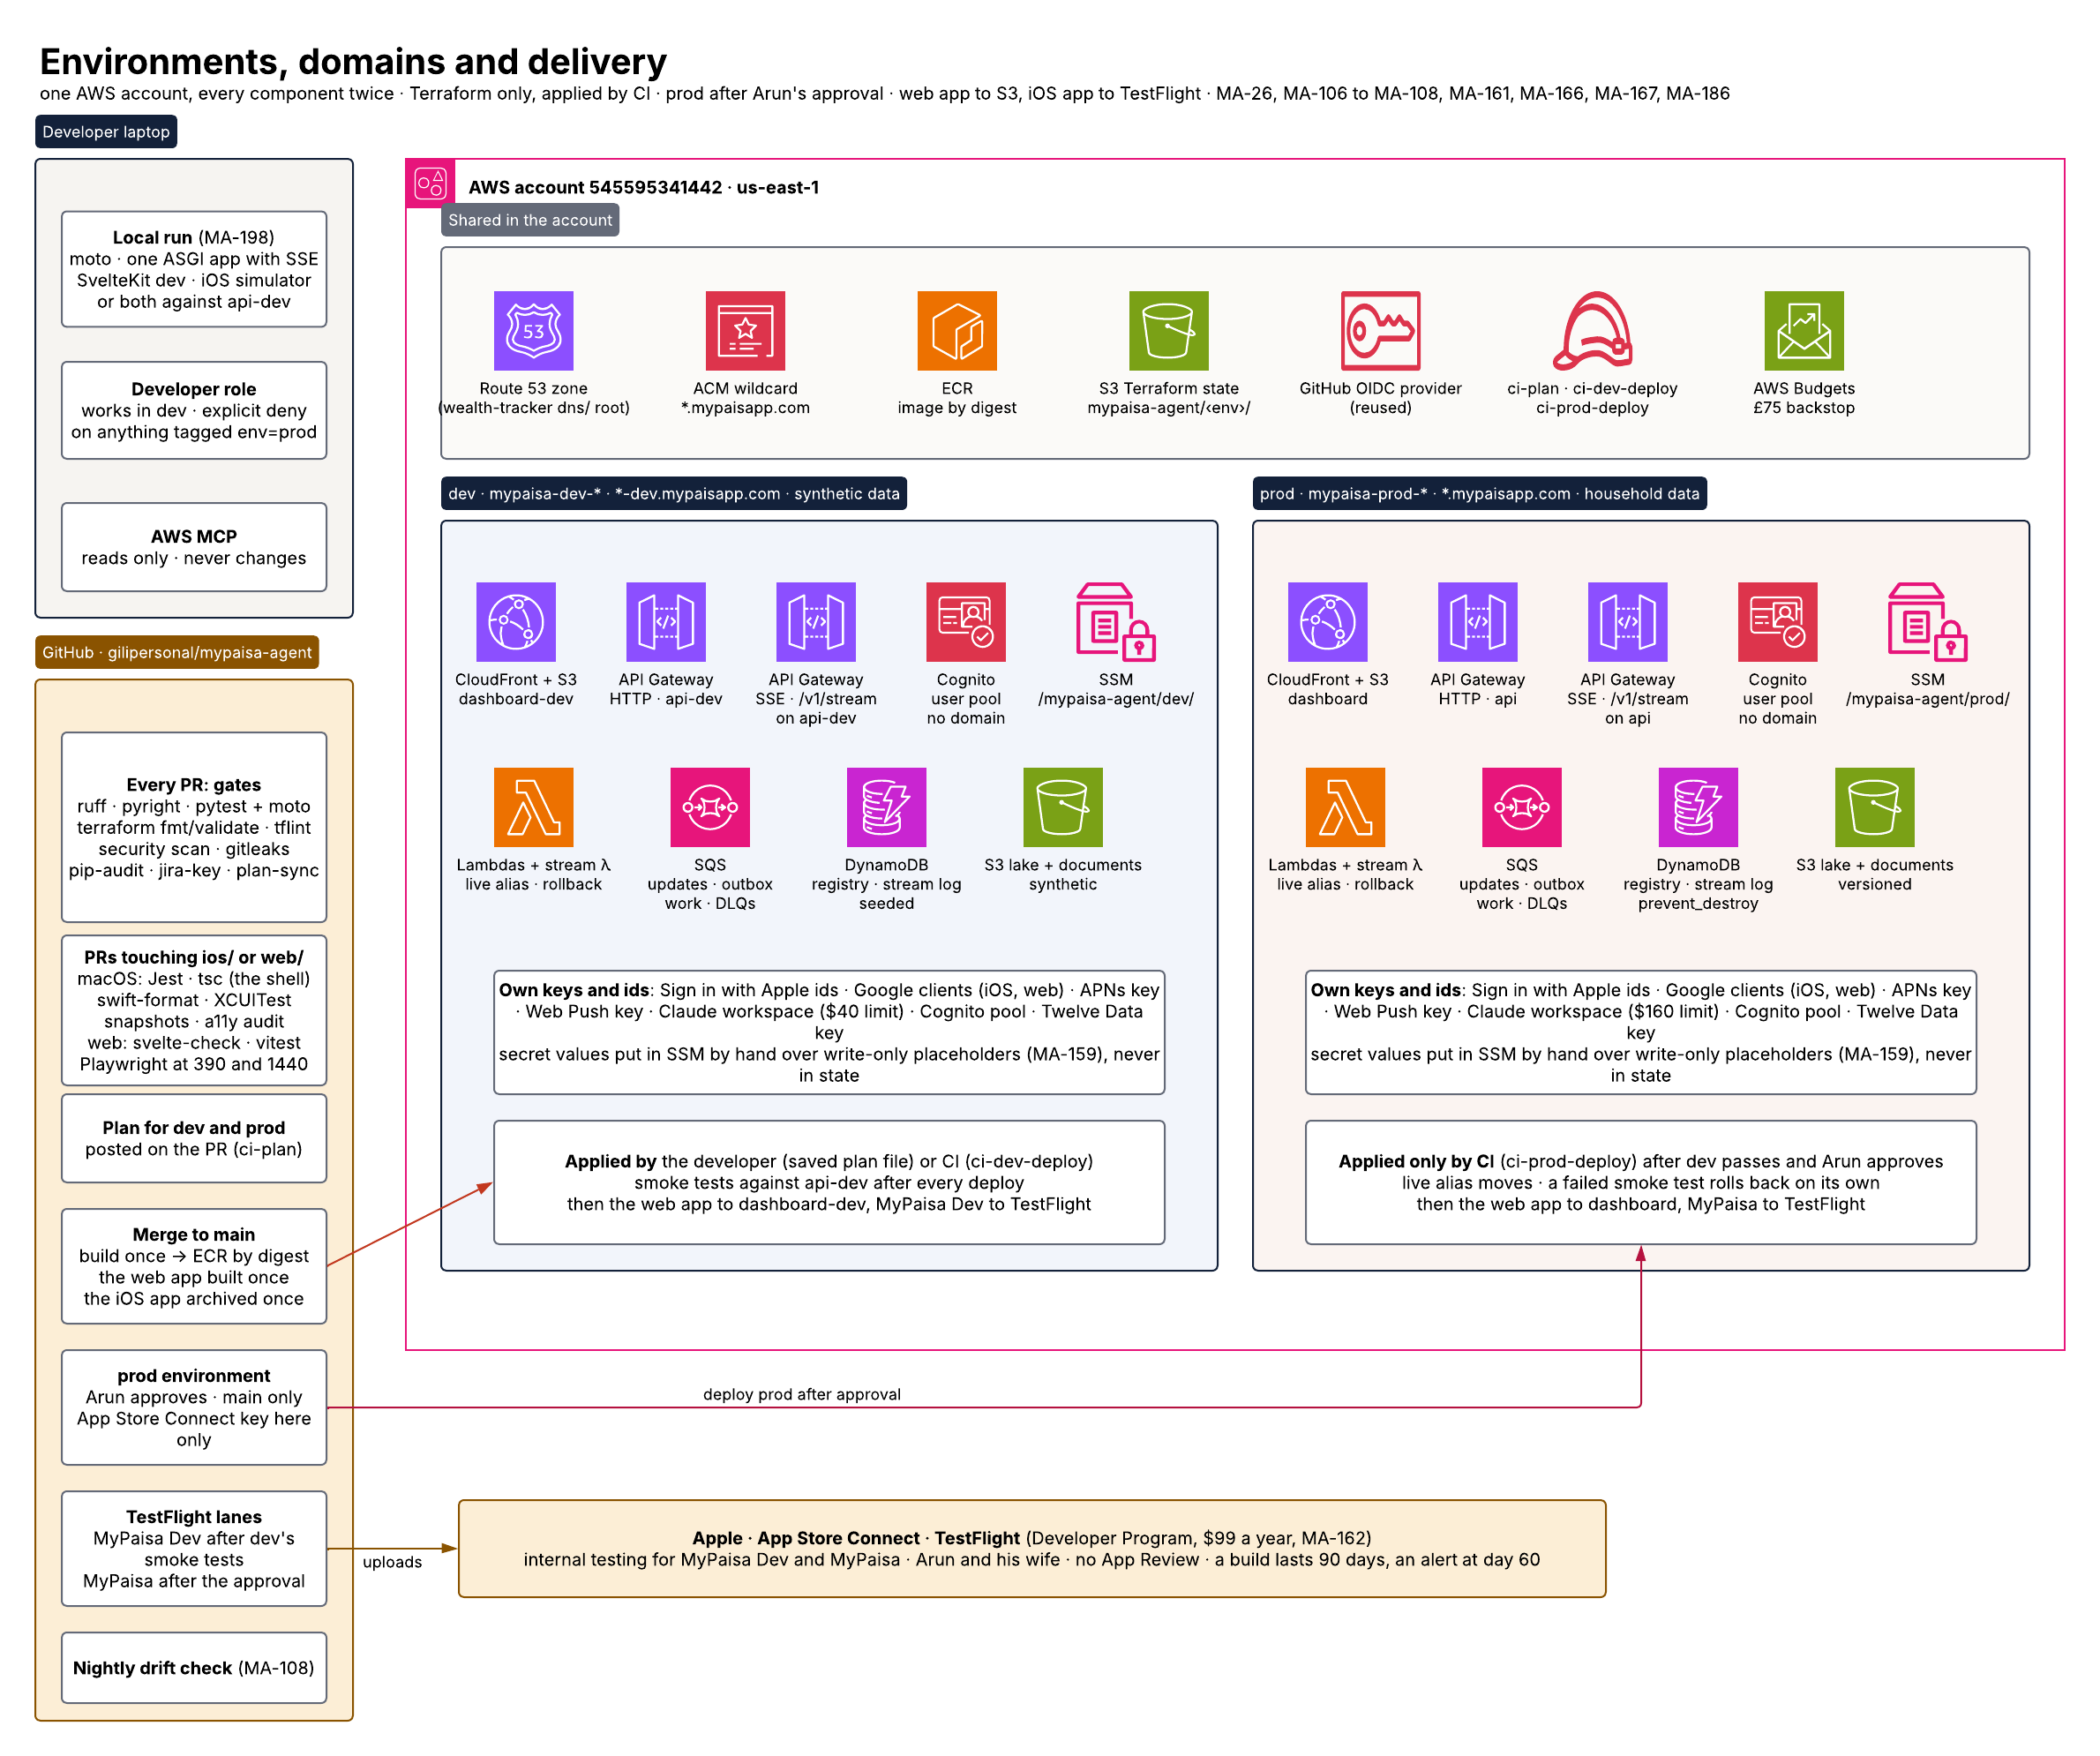 Environments, domains and delivery
one AWS account, every component twice · Terraform only, applied by CI · prod after Arun's approval · web app to S3, iOS app to TestFlight · MA-26, MA-106 to MA-108, MA-161, MA-166, MA-167, MA-186
Developer laptop
Local run (MA-198)
moto · one ASGI app with SSE
SvelteKit dev · iOS simulator
or both against api-dev
Developer role
works in dev · explicit deny
on anything tagged env=prod
AWS MCP
reads only · never changes
GitHub · gilipersonal/mypaisa-agent
Every PR: gates
ruff · pyright · pytest + moto
terraform fmt/validate · tflint
security scan · gitleaks
pip-audit · jira-key · plan-sync
PRs touching ios/ or web/
macOS: Jest · tsc (the shell)
swift-format · XCUITest
snapshots · a11y audit
web: svelte-check · vitest
Playwright at 390 and 1440
Plan for dev and prod
posted on the PR (ci-plan)
Merge to main
build once → ECR by digest
the web app built once
the iOS app archived once
prod environment
Arun approves · main only
App Store Connect key here
only
TestFlight lanes
MyPaisa Dev after dev's
smoke tests
MyPaisa after the approval
Nightly drift check (MA-108)
AWS account 545595341442 · us-east-1
Shared in the account
53
Route 53 zone
(wealth-tracker dns/ root)
ACM wildcard
*.mypaisapp.com
ECR
image by digest
S3 Terraform state
mypaisa-agent/‹env›/
GitHub OIDC provider
(reused)
ci-plan · ci-dev-deploy
ci-prod-deploy
AWS Budgets
£75 backstop
dev · mypaisa-dev-* · *-dev.mypaisapp.com · synthetic data
CloudFront + S3
dashboard-dev
API Gateway
HTTP · api-dev
API Gateway
SSE · /v1/stream
on api-dev
Cognito
user pool
no domain
SSM
/mypaisa-agent/dev/
Lambdas + stream λ
live alias · rollback
SQS
updates · outbox
work · DLQs
DynamoDB
registry · stream log
seeded
S3 lake + documents
synthetic
Own keys and ids: Sign in with Apple ids · Google clients (iOS, web) · APNs key
· Web Push key · Claude workspace ($40 limit) · Cognito pool · Twelve Data
key
secret values put in SSM by hand over write-only placeholders (MA-159), never
in state
Applied by the developer (saved plan file) or CI (ci-dev-deploy)
smoke tests against api-dev after every deploy
then the web app to dashboard-dev, MyPaisa Dev to TestFlight
prod · mypaisa-prod-* · *.mypaisapp.com · household data
CloudFront + S3
dashboard
API Gateway
HTTP · api
API Gateway
SSE · /v1/stream
on api
Cognito
user pool
no domain
SSM
/mypaisa-agent/prod/
Lambdas + stream λ
live alias · rollback
SQS
updates · outbox
work · DLQs
DynamoDB
registry · stream log
prevent_destroy
S3 lake + documents
versioned
Own keys and ids: Sign in with Apple ids · Google clients (iOS, web) · APNs key
· Web Push key · Claude workspace ($160 limit) · Cognito pool · Twelve Data
key
secret values put in SSM by hand over write-only placeholders (MA-159), never
in state
Applied only by CI (ci-prod-deploy) after dev passes and Arun approves
live alias moves · a failed smoke test rolls back on its own
then the web app to dashboard, MyPaisa to TestFlight
deploy prod after approval
uploads
Apple · App Store Connect · TestFlight (Developer Program, $99 a year, MA-162)
internal testing for MyPaisa Dev and MyPaisa · Arun and his wife · no App Review · a build lasts 90 days, an alert at day 60